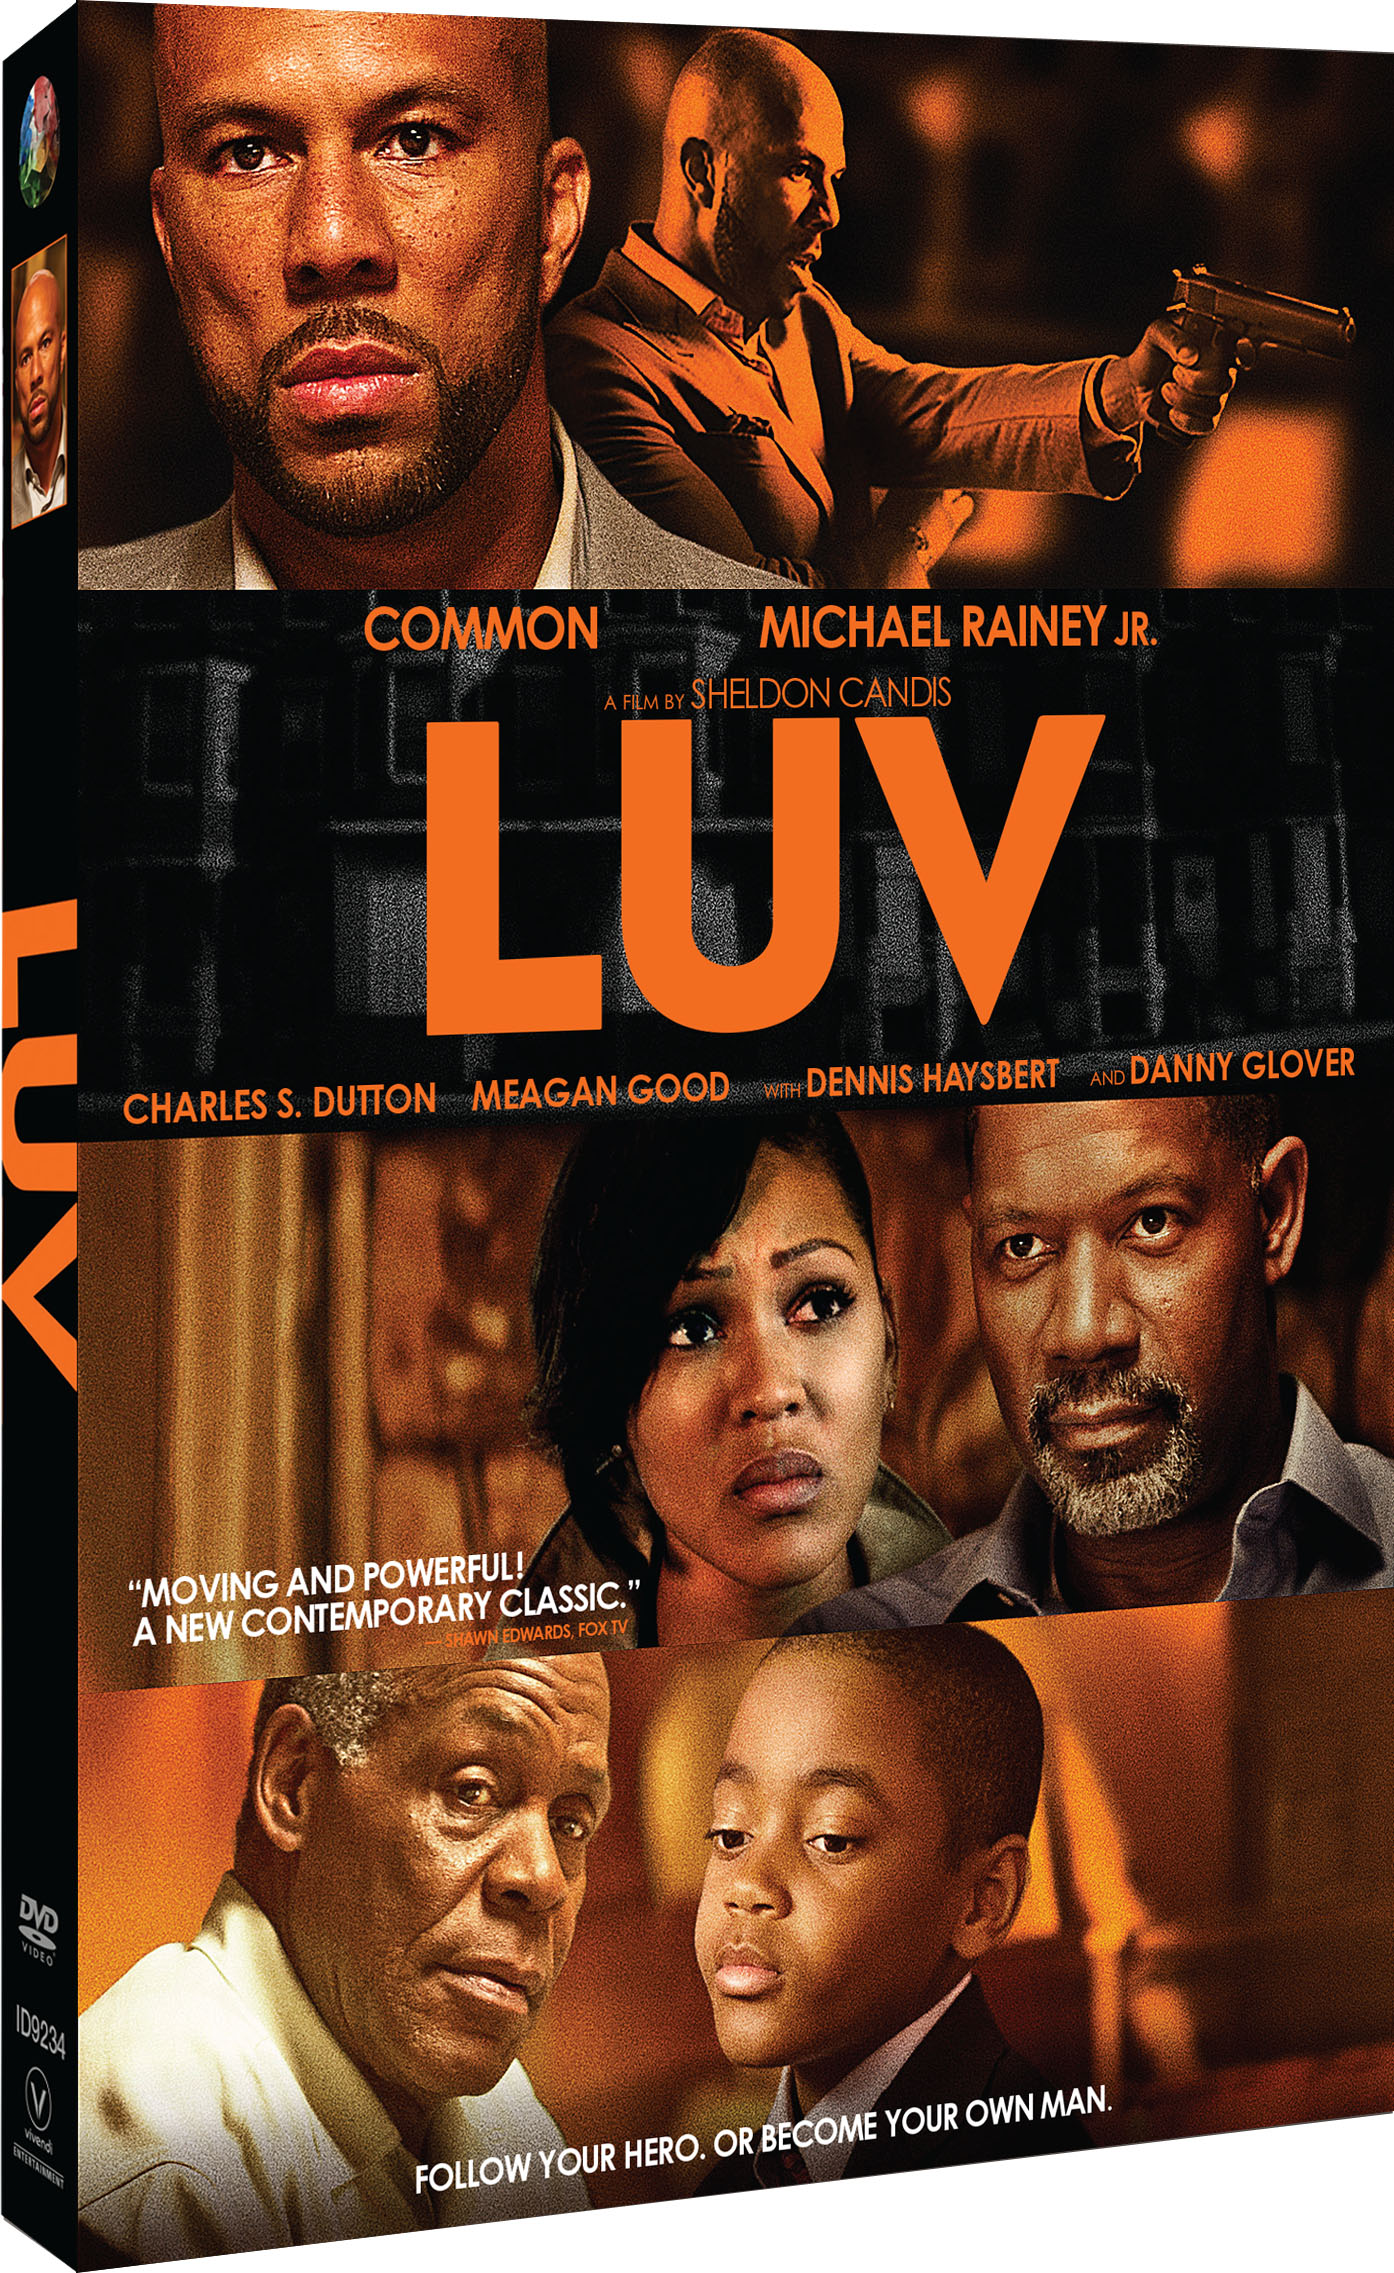 COMMON MICHAEL RAINEY JR.
A FILM BY SHELDON CANDIS
LUV
CHARLES S. DUTTON MEAGAN GOOD WITH DENNIS HAYSBERT AND DANNY GLOVER
“MOVING AND POWERFUL!
A NEW CONTEMPORARY CLASSIC.”
— SHAWN EDWARDS, FOX TV
FOLLOW YOUR HERO. OR BECOME YOUR OWN MAN.
LUV
DVD
VIDEO
ID9234
V
vivendi
ENTERTAINMENT